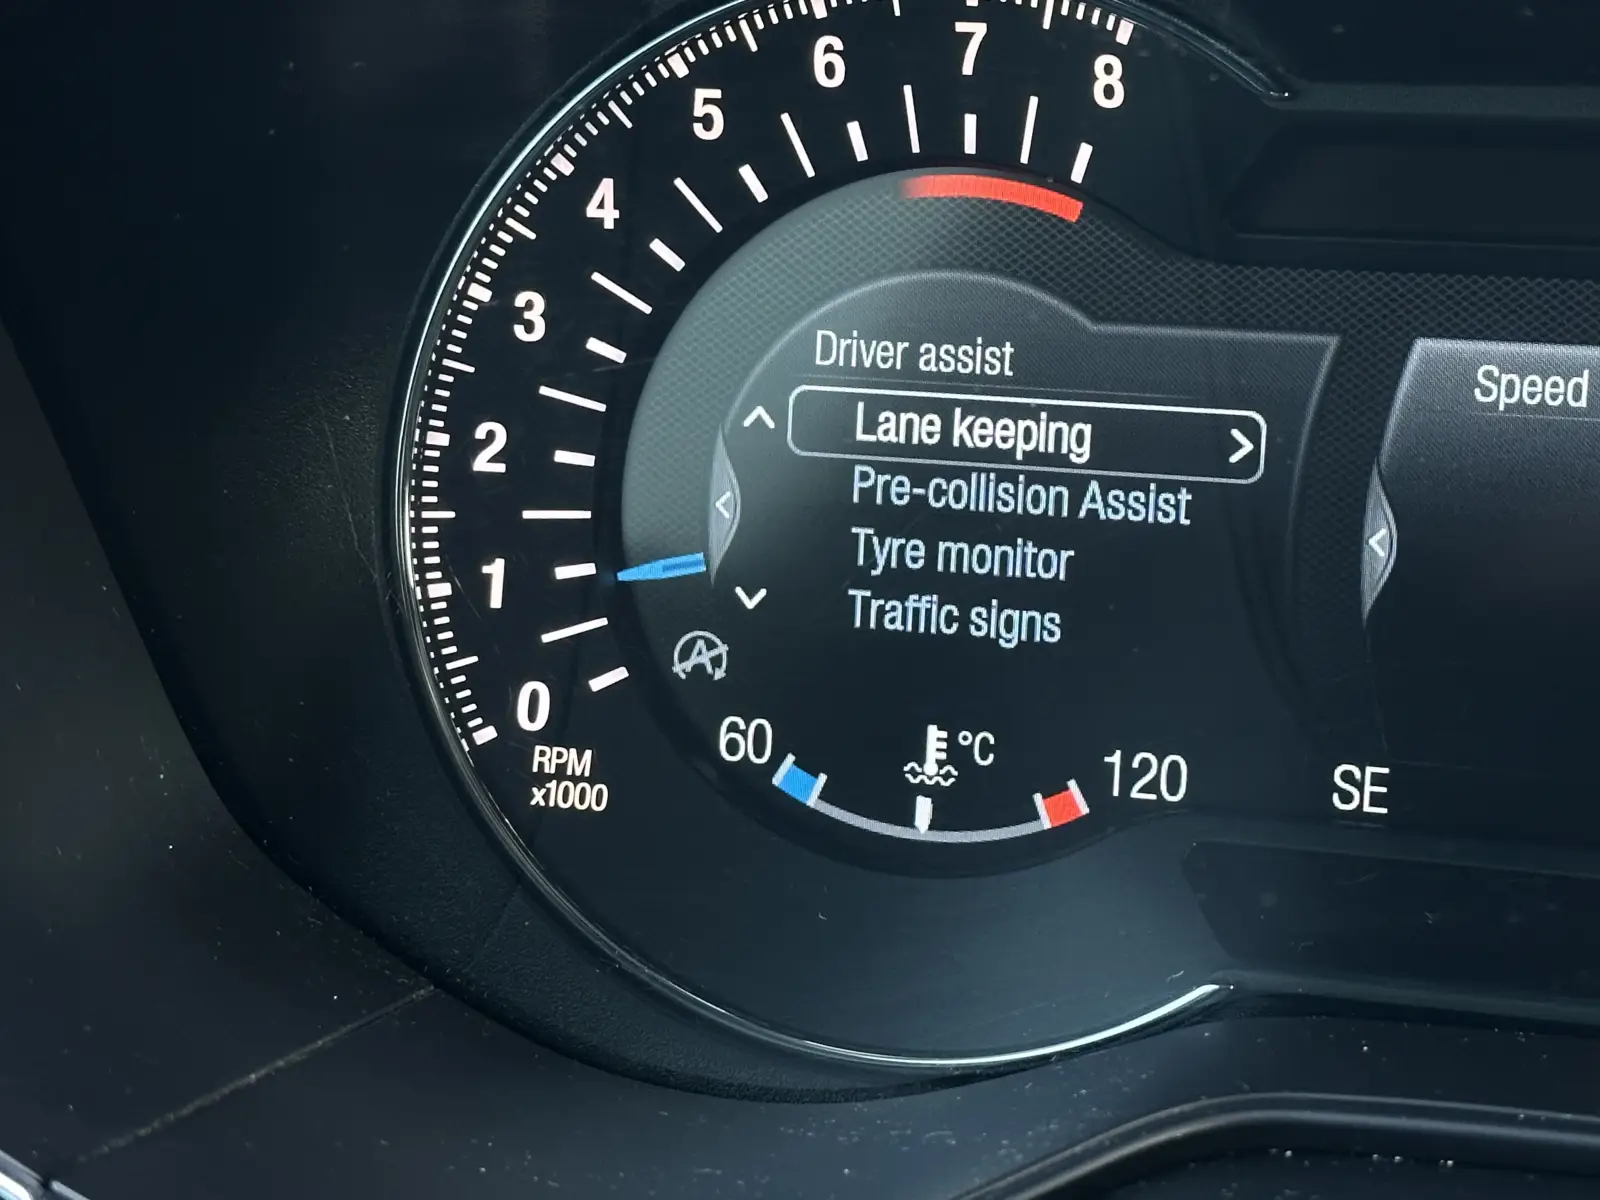 8
7
6
5
4
3
2
1
0
RPM
x1000
Driver assist
Lane keeping
Pre-collision Assist
Tyre monitor
Traffic signs
A
60
°C
120
Speed
SE